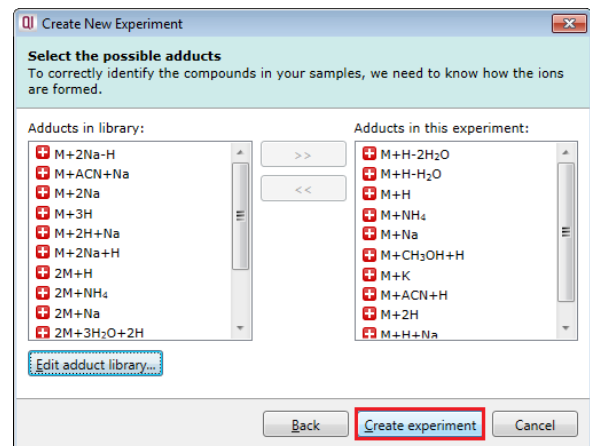 QI Create New Experiment
Select the possible adducts
To correctly identify the compounds in your samples, we need to know how the ions
are formed.
Adducts in library:
M+2Na-H
M+ACN+Na
M+2Na
M+3H
M+2H+Na
M+2Na+H
2M+H
2M+NH₄
2M+Na
2M+3H₂O+2H
>>
<<
Adducts in this experiment:
M+H-2H₂O
M+H-H₂O
M+H
M+NH₄
M+Na
M+CH₃OH+H
M+K
M+ACN+H
M+2H
M+H+Na
Edit adduct library...
Back
Create experiment
Cancel